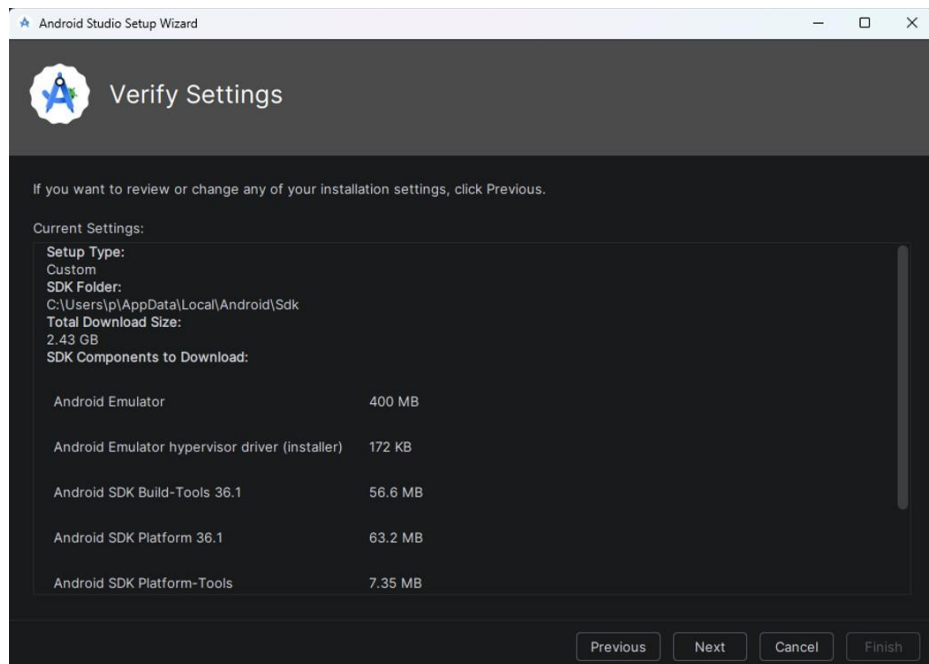 Android Studio Setup Wizard
Verify Settings
If you want to review or change any of your installation settings, click Previous.
Current Settings:
Setup Type:
Custom
SDK Folder:
C:\Users\p\AppData\Local\Android\Sdk
Total Download Size:
2.43 GB
SDK Components to Download:
Android Emulator 400 MB
Android Emulator hypervisor driver (installer) 172 KB
Android SDK Build-Tools 36.1 56.6 MB
Android SDK Platform 36.1 63.2 MB
Android SDK Platform-Tools 7.35 MB
Previous Next Cancel Finish